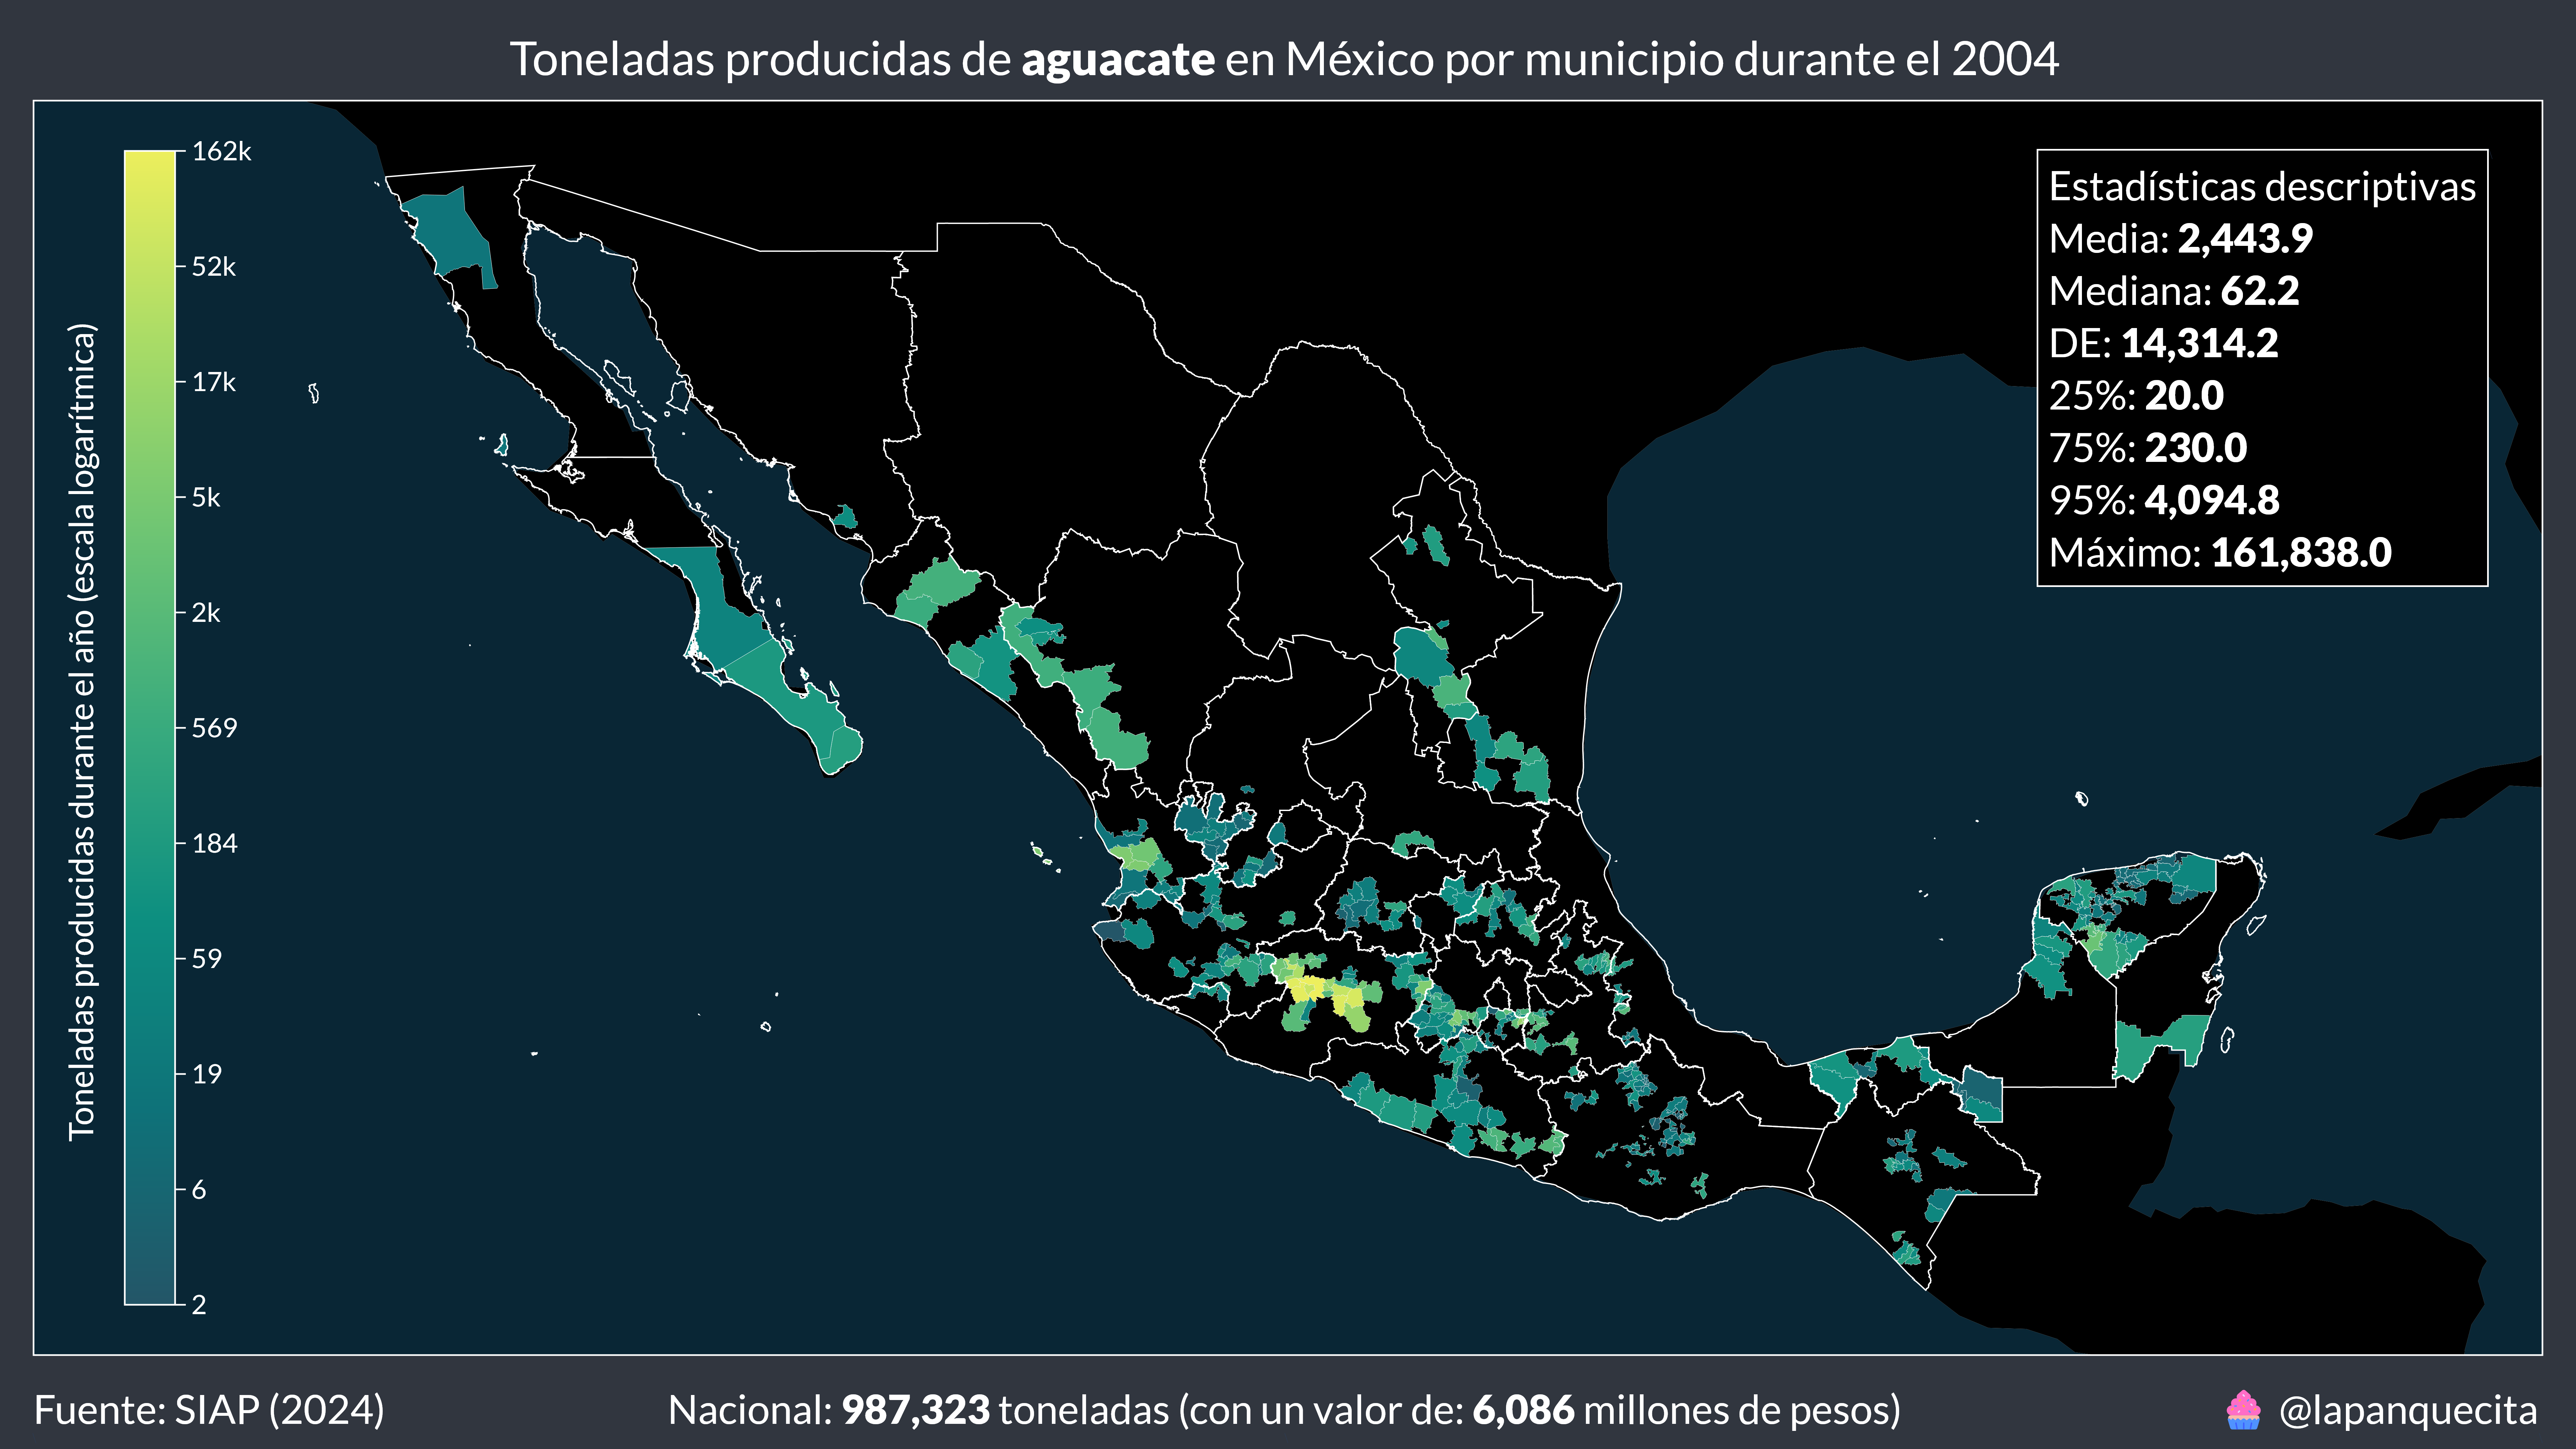 Toneladas producidas de aguacate en México por municipio durante el 2004
Toneladas producidas durante el año (escala logarítmica)
162k
52k
17k
5k
2k
569
184
59
19
6
2
Estadísticas descriptivas
Media: 2,443.9
Mediana: 62.2
DE: 14,314.2
25%: 20.0
75%: 230.0
95%: 4,094.8
Máximo: 161,838.0
Fuente: SIAP (2024)
Nacional: 987,323 toneladas (con un valor de: 6,086 millones de pesos)
@lapanquecita